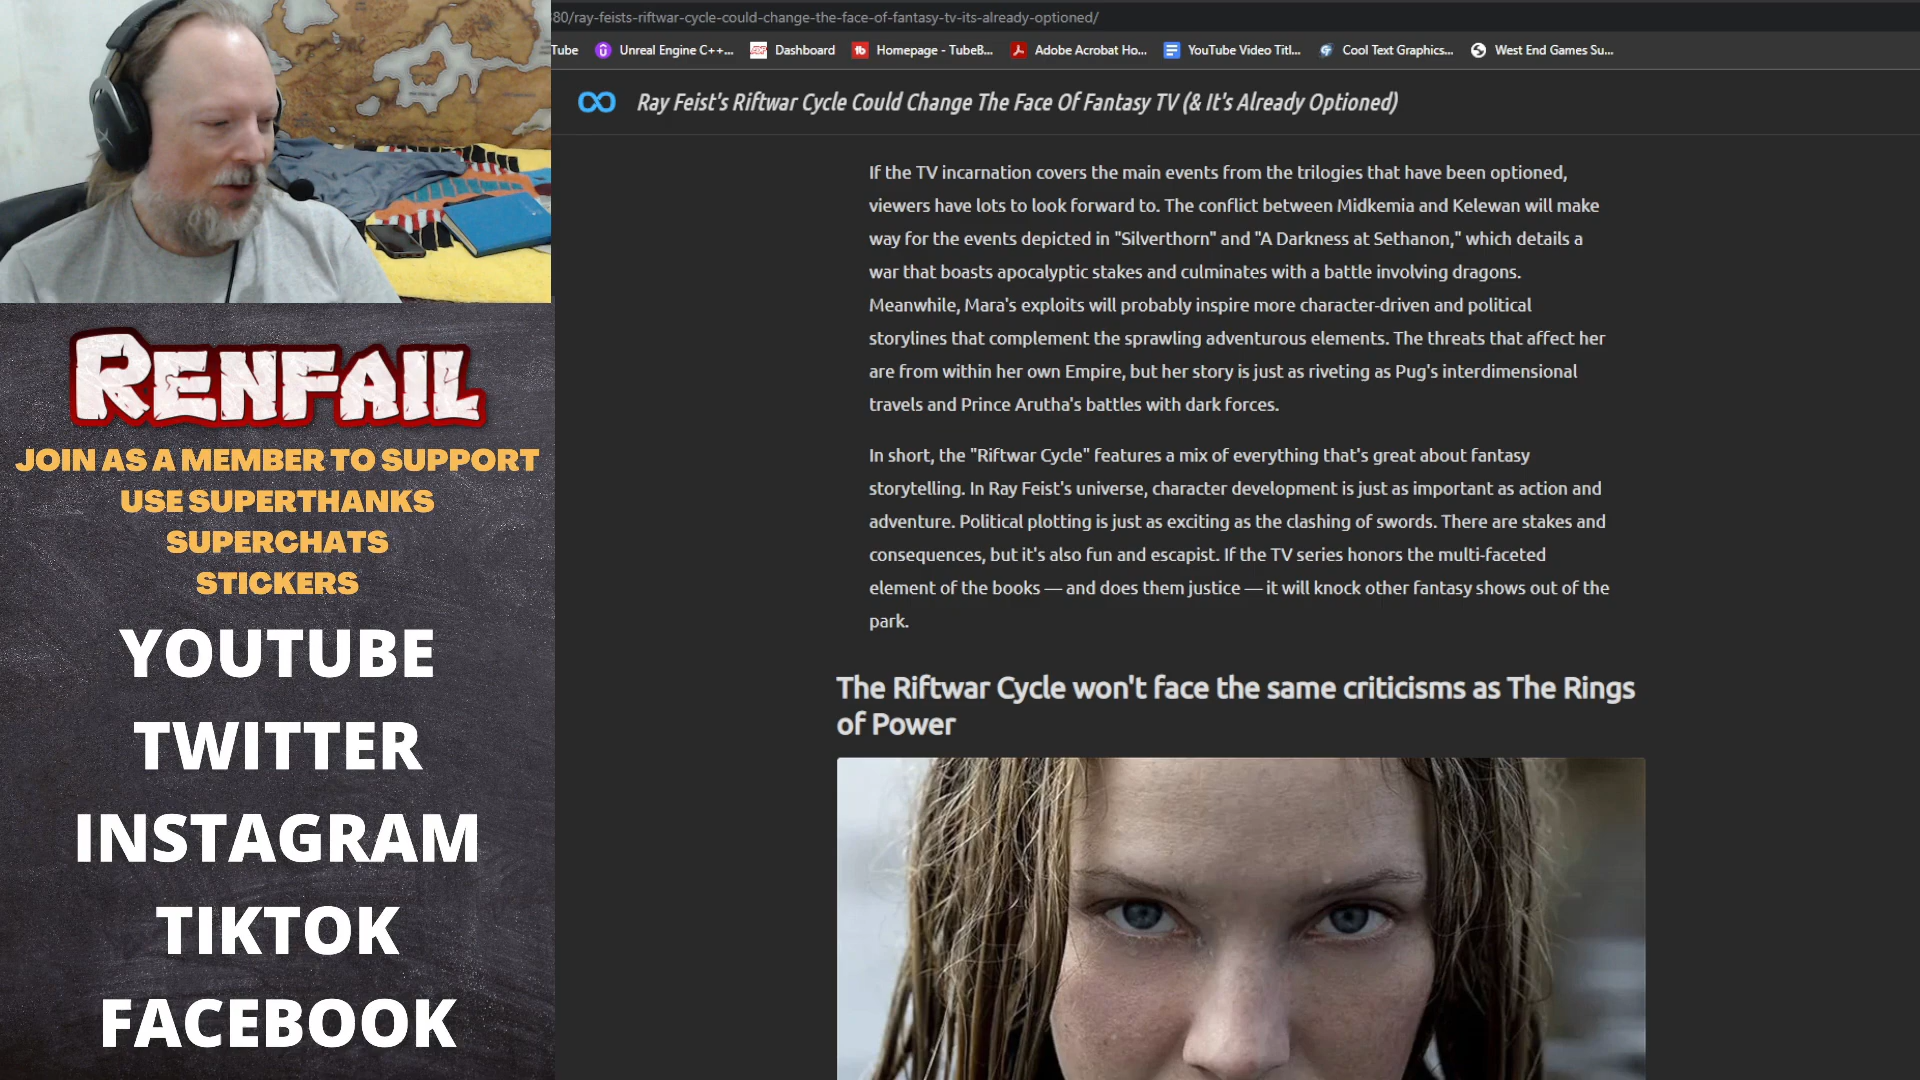 80/ray-feists-riftwar-cycle-could-change-the-face-of-fantasy-tv-its-already-optioned/
Tube
Unreal Engine C++...
Dashboard
Homepage - TubeB...
Adobe Acrobat Ho...
YouTube Video Titl...
Cool Text Graphics...
West End Games Su...
Ray Feist's Riftwar Cycle Could Change The Face Of Fantasy TV (& It's Already Optioned)
If the TV incarnation covers the main events from the trilogies that have been optioned,
viewers have lots to look forward to. The conflict between Midkemia and Kelewan will make
way for the events depicted in "Silverthorn" and "A Darkness at Sethanon," which details a
war that boasts apocalyptic stakes and culminates with a battle involving dragons.
Meanwhile, Mara's exploits will probably inspire more character-driven and political
storylines that complement the sprawling adventurous elements. The threats that affect her
are from within her own Empire, but her story is just as riveting as Pug's interdimensional
travels and Prince Arutha's battles with dark forces.
In short, the "Riftwar Cycle" features a mix of everything that's great about fantasy
storytelling. In Ray Feist's universe, character development is just as important as action and
adventure. Political plotting is just as exciting as the clashing of swords. There are stakes and
consequences, but it's also fun and escapist. If the TV series honors the multi-faceted
element of the books — and does them justice — it will knock other fantasy shows out of the
park.
The Riftwar Cycle won't face the same criticisms as The Rings
of Power
RENFAIL
JOIN AS A MEMBER TO SUPPORT
USE SUPERTHANKS
SUPERCHATS
STICKERS
YOUTUBE
TWITTER
INSTAGRAM
TIKTOK
FACEBOOK